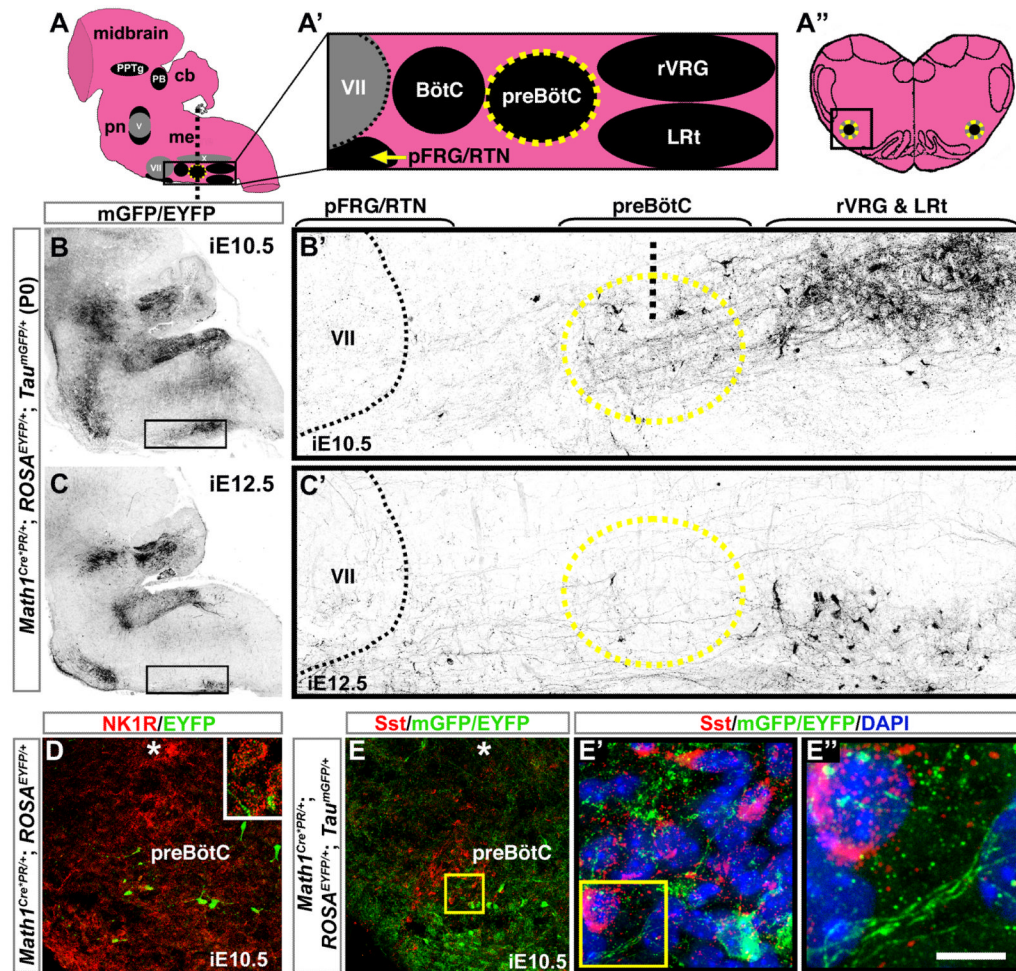 A
midbrain
PPTg
PB
cb
pn
V
me
VII
X
A'
VII
BötC
preBötC
rVRG
LRt
pFRG/RTN
A''
mGFP/EYFP
pFRG/RTN
preBötC
rVRG & LRt
Math1Cre*PR/+; ROSAEYFP/+; TaumGFP/+ (P0)
B
iE10.5
B'
VII
iE10.5
C
iE12.5
C'
VII
iE12.5
NK1R/EYFP
Sst/mGFP/EYFP
Sst/mGFP/EYFP/DAPI
Math1Cre*PR/+; ROSAEYFP/+
D
*
preBötC
iE10.5
Math1Cre*PR/+;
ROSAEYFP/+; TaumGFP/+
E
*
preBötC
iE10.5
E'
E''